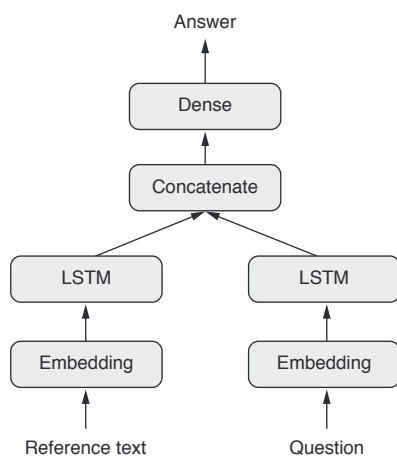 Answer
Dense
Concatenate
LSTM
LSTM
Embedding
Embedding
Reference text
Question